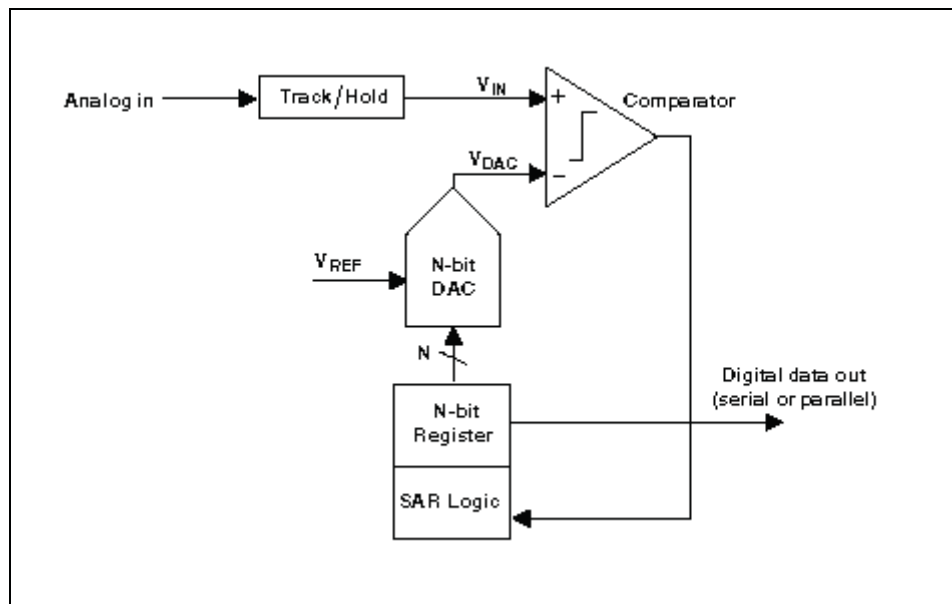 Analog in
Track/Hold
VIN
+
Comparator
VDAC
−
VREF
N-bit
DAC
N
Digital data out
(serial or parallel)
N-bit
Register
SAR Logic